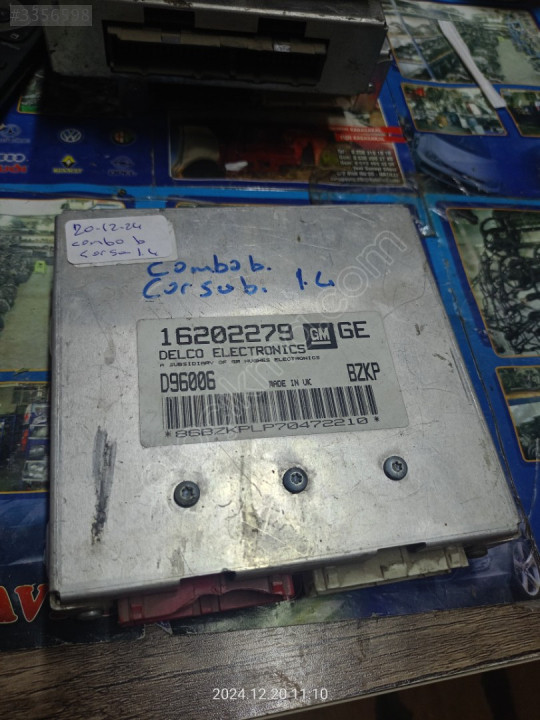 #3356598
20-12-24
combo b
corsa 1.4
Combo b.
Corsa b. 1.4
16202279 GM GE
DELCO ELECTRONICS
A SUBSIDIARY OF GM HUGHES ELECTRONICS
D96006 MADE IN UK BZKP
*86BZKPLP70472210*
2024.12.20 11:10